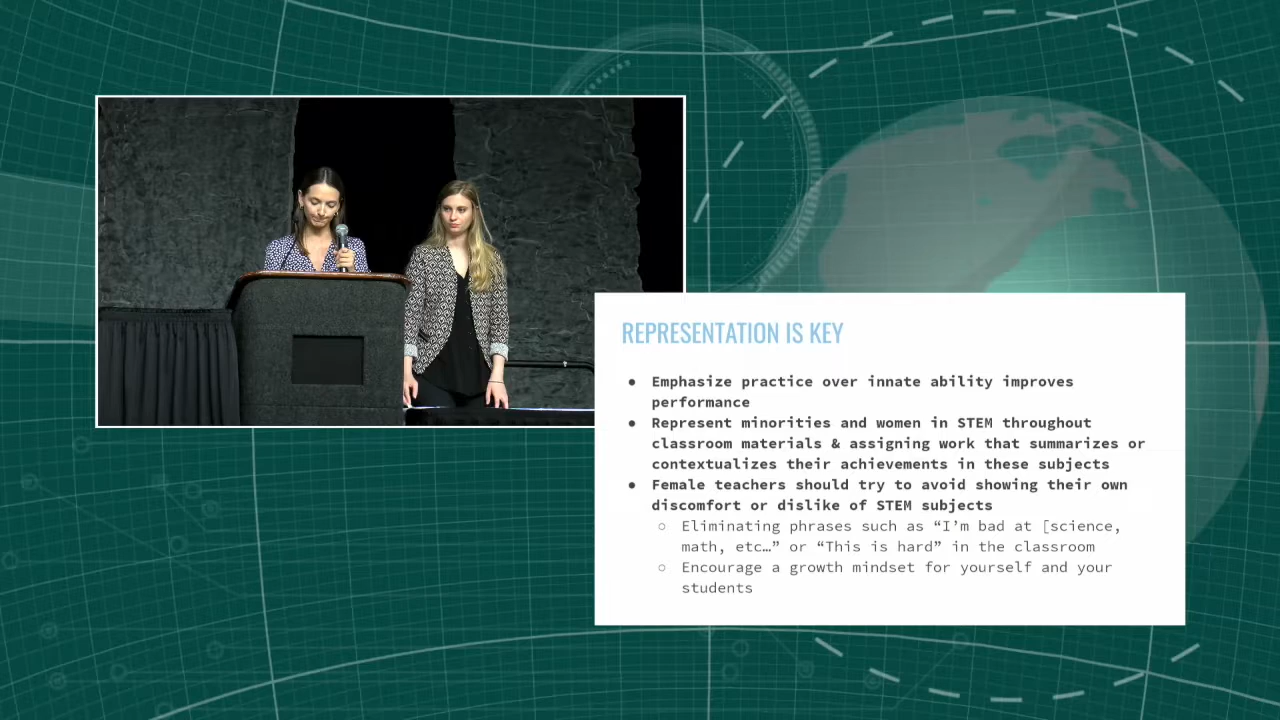 REPRESENTATION IS KEY
● Emphasize practice over innate ability improves
performance
● Represent minorities and women in STEM throughout
classroom materials & assigning work that summarizes or
contextualizes their achievements in these subjects
● Female teachers should try to avoid showing their own
discomfort or dislike of STEM subjects
○ Eliminating phrases such as “I’m bad at [science,
math, etc…” or “This is hard” in the classroom
○ Encourage a growth mindset for yourself and your
students